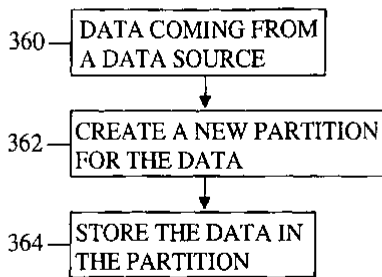 360
DATA COMING FROM
A DATA SOURCE
362
CREATE A NEW PARTITION
FOR THE DATA
364
STORE THE DATA IN
THE PARTITION